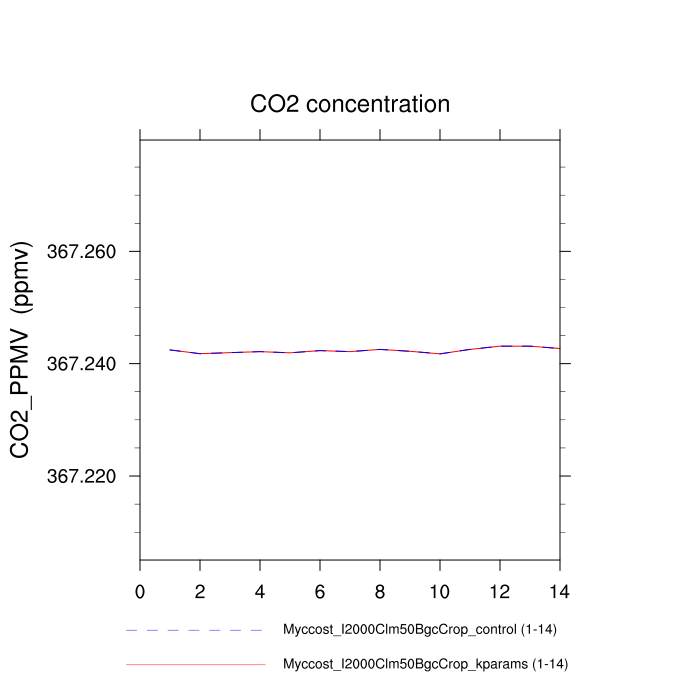 CO2 concentration
CO2_PPMV (ppmv)
367.260
367.240
367.220
0 2 4 6 8 10 12 14
Myccost_I2000Clm50BgcCrop_control (1-14)
Myccost_I2000Clm50BgcCrop_kparams (1-14)